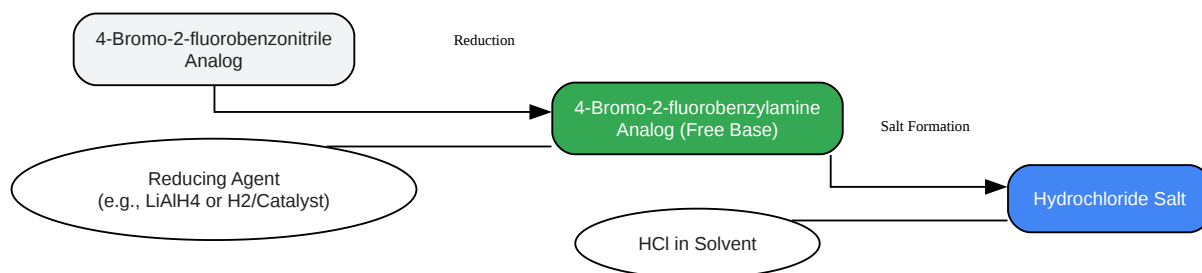 4-Bromo-2-fluorobenzonitrile
Analog
Reduction
4-Bromo-2-fluorobenzylamine
Analog (Free Base)
Salt Formation
Reducing Agent
(e.g., LiAlH4 or H2/Catalyst)
Hydrochloride Salt
HCl in Solvent